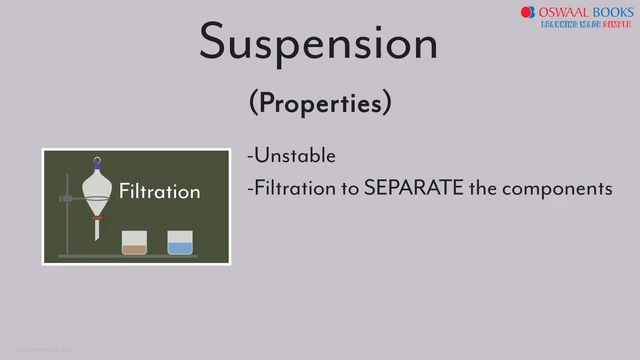 OSWAAL BOOKS
LEARNING MADE SIMPLE
Suspension
(Properties)
-Unstable
-Filtration to SEPARATE the components
Filtration